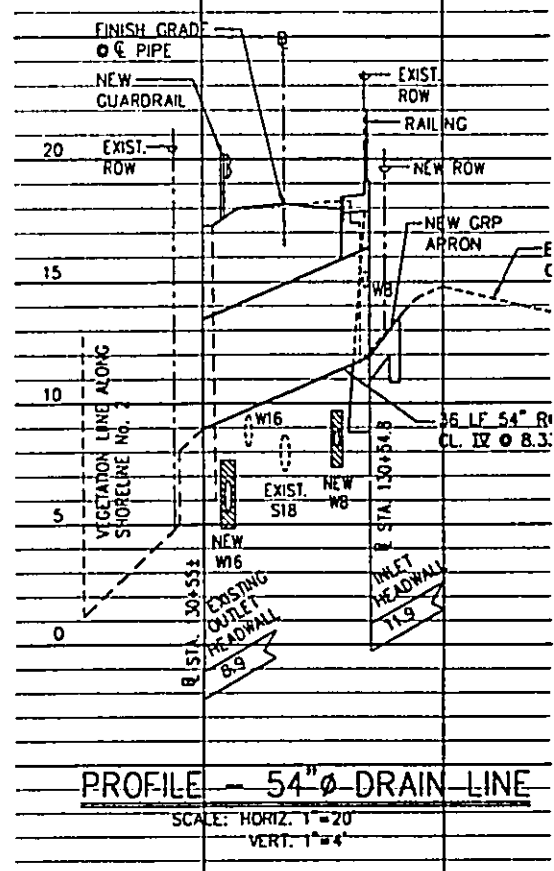 FINISH GRADE
@ ℄ PIPE
NEW
GUARDRAIL
EXIST.
ROW
EXIST.
ROW
RAILING
NEW ROW
NEW GRP
APRON
20
15
10
5
0
W8
VEGETATION LINE ALONG
SHORELINE No. 2
W16
EXIST.
S18
NEW
W8
NEW
W16
36 LF 54"
CL. IV @ 8.33
STA. 130+55±
EXISTING
OUTLET
HEADWALL
8.9
STA. 130+54.8
INLET
HEADWALL
11.9
PROFILE - 54"ø DRAIN LINE
SCALE: HORIZ. 1"=20'
VERT. 1"=4'